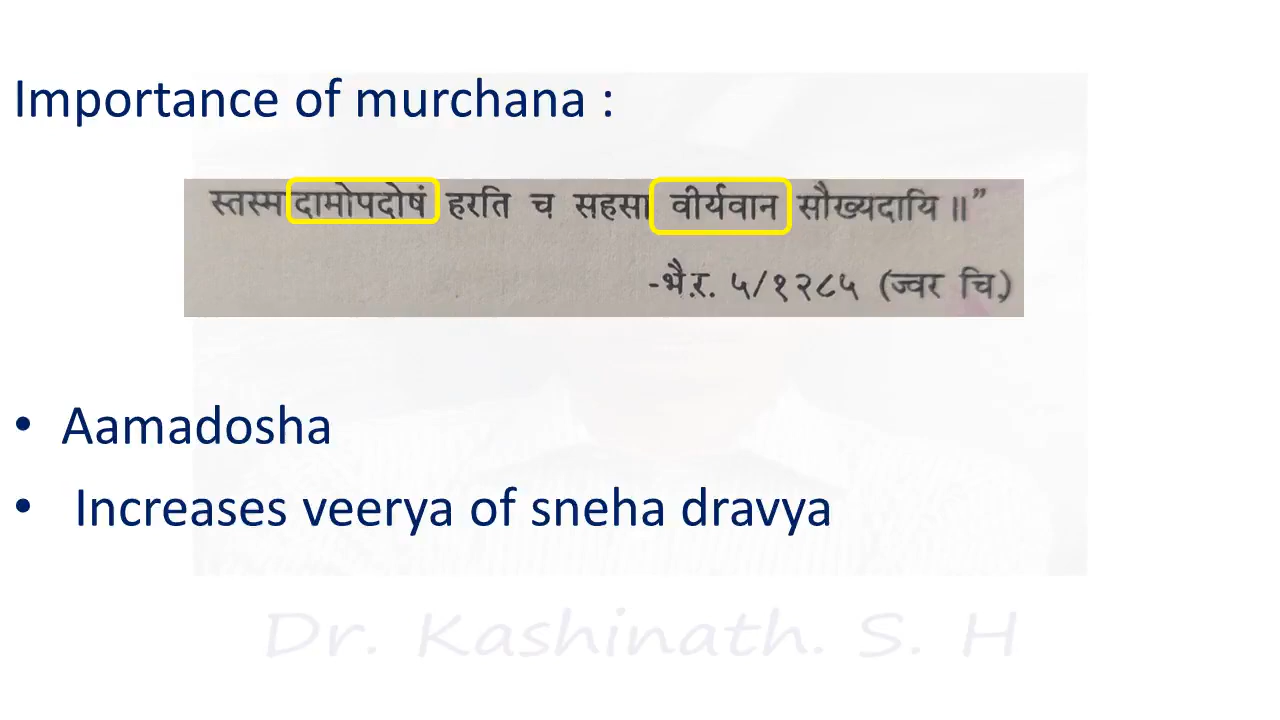 Importance of murchana :
स्तस्मदामोपदोषं हरति च सहसा वीर्यवान सौख्यदायि ॥”
-भै.र. ५/१२८५ (ज्वर चि.)
• Aamadosha
• Increases veerya of sneha dravya
Dr. Kashinath. S. H